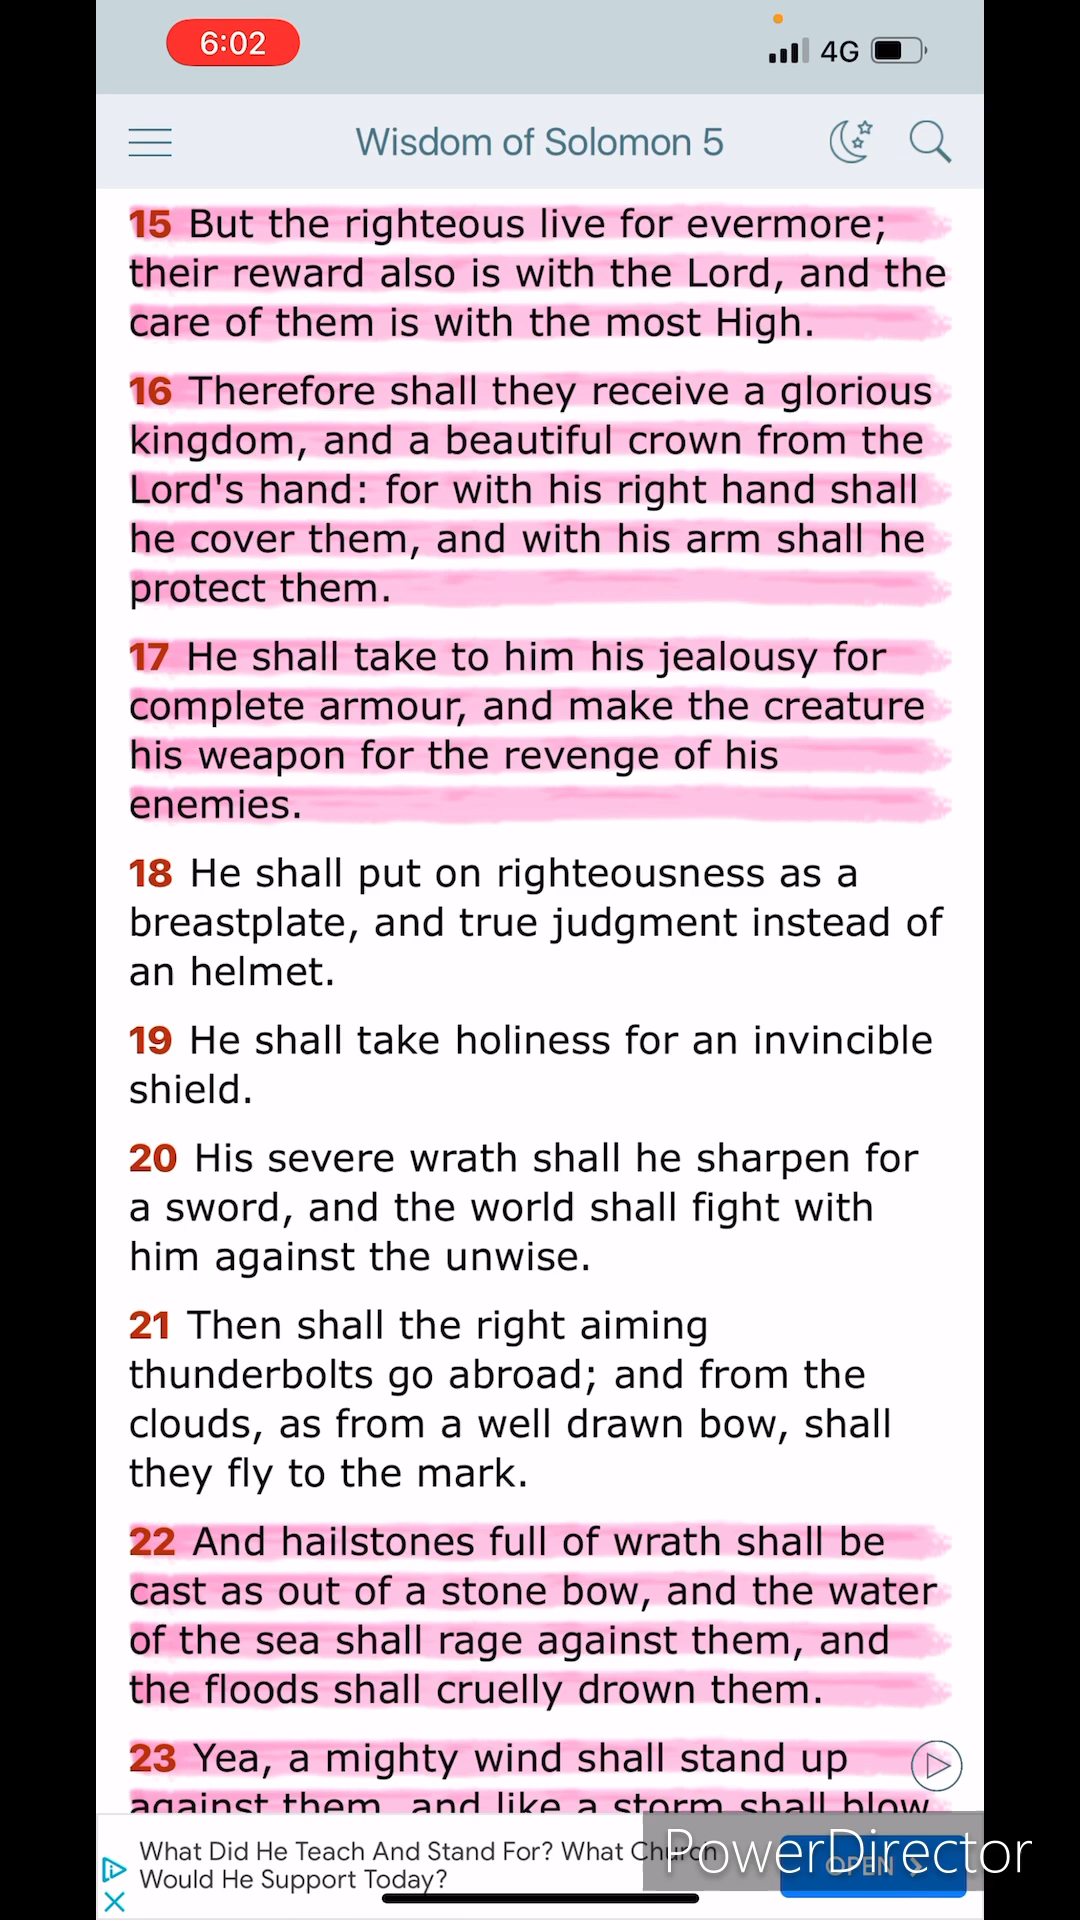 6:02
4G
Wisdom of Solomon 5
15 But the righteous live for evermore;
their reward also is with the Lord, and the
care of them is with the most High.
16 Therefore shall they receive a glorious
kingdom, and a beautiful crown from the
Lord's hand: for with his right hand shall
he cover them, and with his arm shall he
protect them.
17 He shall take to him his jealousy for
complete armour, and make the creature
his weapon for the revenge of his
enemies.
18 He shall put on righteousness as a
breastplate, and true judgment instead of
an helmet.
19 He shall take holiness for an invincible
shield.
20 His severe wrath shall he sharpen for
a sword, and the world shall fight with
him against the unwise.
21 Then shall the right aiming
thunderbolts go abroad; and from the
clouds, as from a well drawn bow, shall
they fly to the mark.
22 And hailstones full of wrath shall be
cast as out of a stone bow, and the water
of the sea shall rage against them, and
the floods shall cruelly drown them.
23 Yea, a mighty wind shall stand up
against them, and like a storm shall blow
What Did He Teach And Stand For? What Church
Would He Support Today?
OPEN
PowerDirector